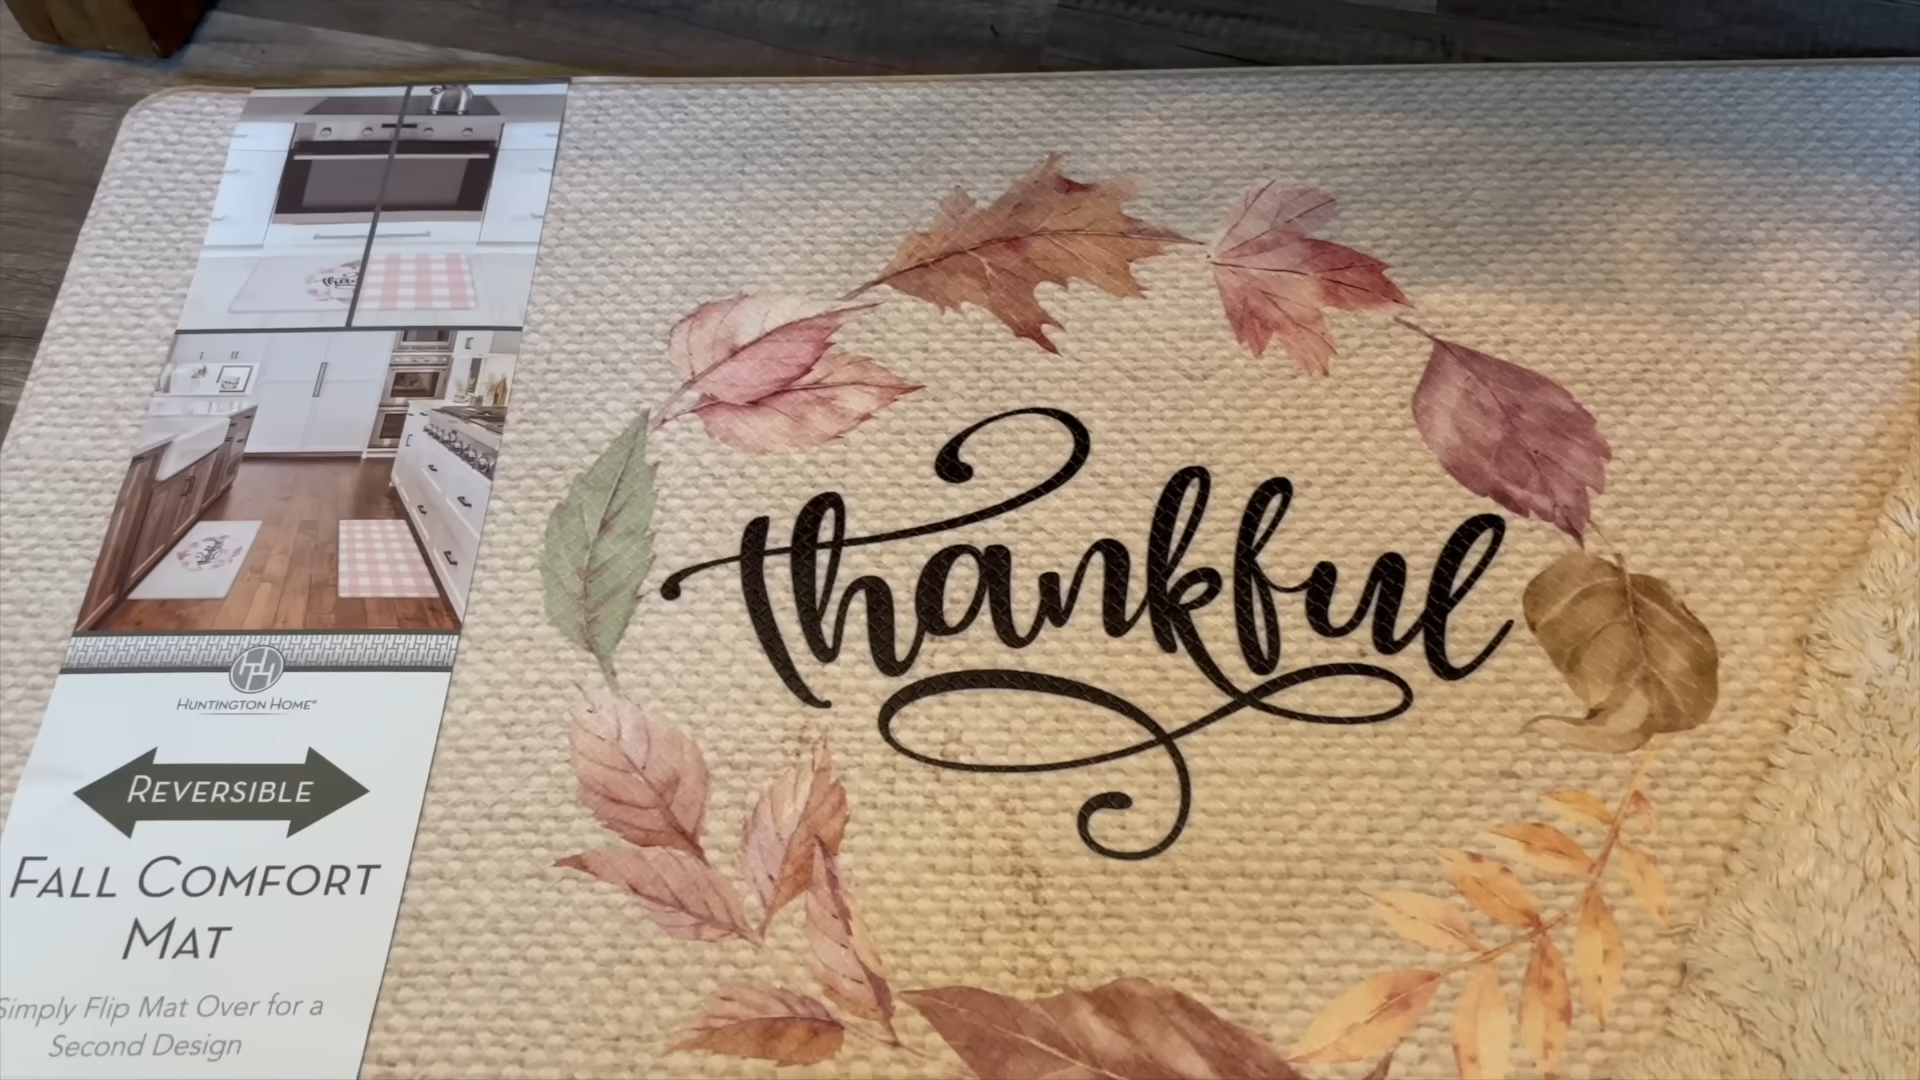 HUNTINGTON HOME®
REVERSIBLE
FALL COMFORT
MAT
Simply Flip Mat Over for a
Second Design
thankful